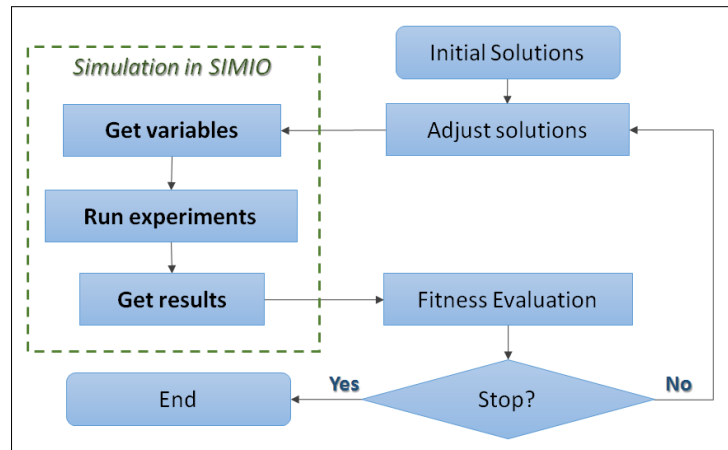 Simulation in SIMIO
Initial Solutions
Get variables
Adjust solutions
Run experiments
Get results
Fitness Evaluation
Yes
No
End
Stop?